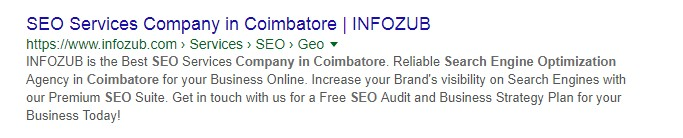 SEO Services Company in Coimbatore | INFOZUB
https://www.infozub.com › Services › SEO › Geo
INFOZUB is the Best SEO Services Company in Coimbatore. Reliable Search Engine Optimization
Agency in Coimbatore for your Business Online. Increase your Brand's visibility on Search Engines with
our Premium SEO Suite. Get in touch with us for a Free SEO Audit and Business Strategy Plan for your
Business Today!